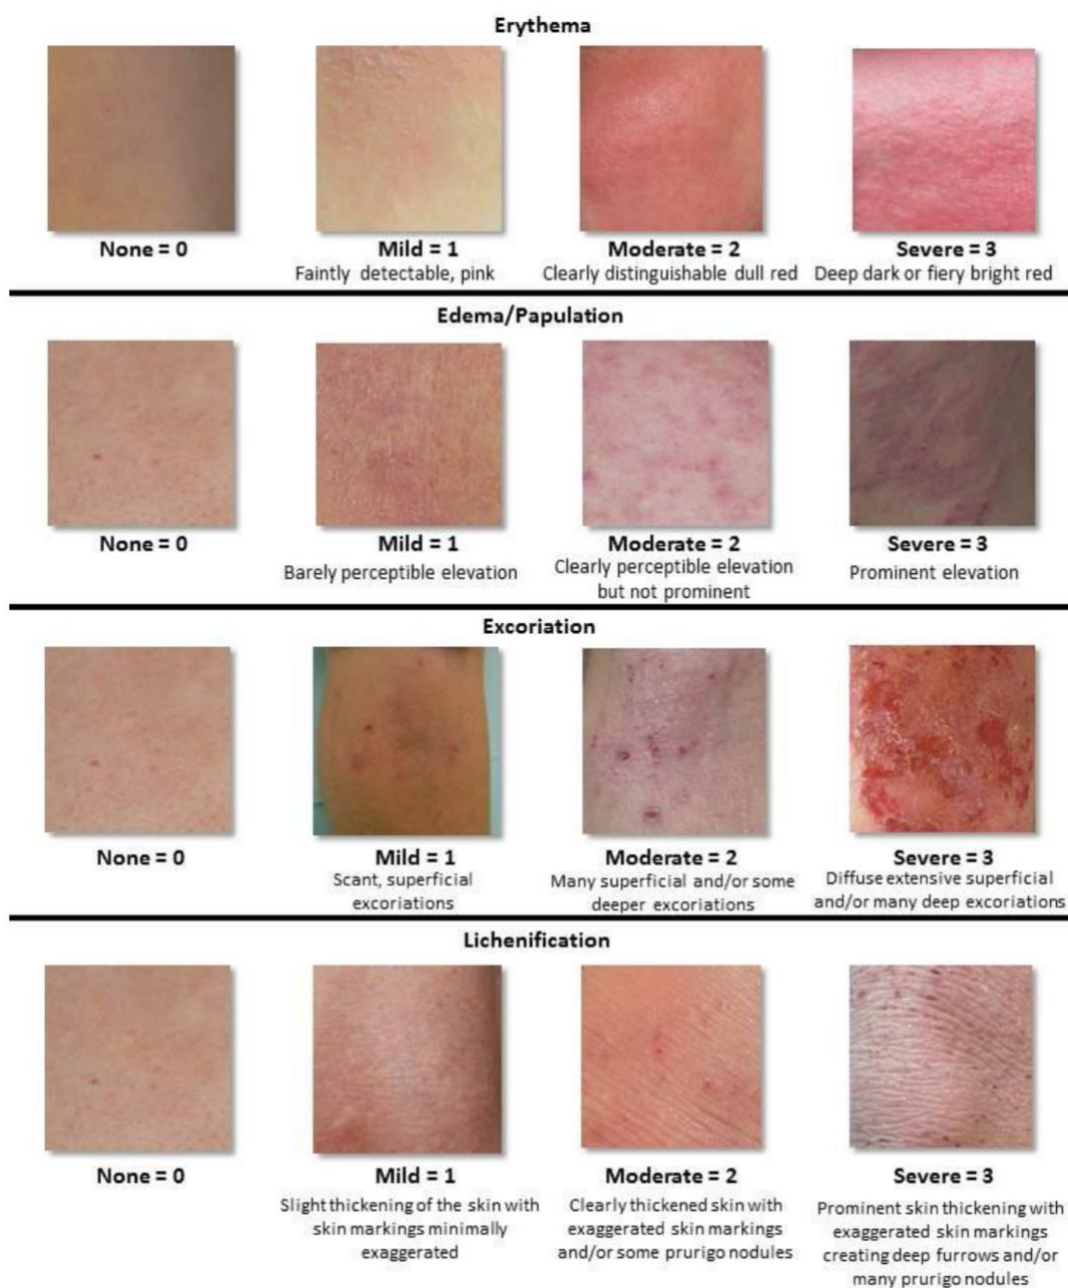 Erythema
None = 0
Mild = 1
Moderate = 2
Severe = 3
Faintly detectable, pink
Clearly distinguishable dull red
Deep dark or fiery bright red
Edema/Papulation
None = 0
Mild = 1
Moderate = 2
Severe = 3
Barely perceptible elevation
Clearly perceptible elevation
but not prominent
Prominent elevation
Excoriation
None = 0
Mild = 1
Moderate = 2
Severe = 3
Scant, superficial
excoriations
Many superficial and/or some
deeper excoriations
Diffuse extensive superficial
and/or many deep excoriations
Lichenification
None = 0
Mild = 1
Moderate = 2
Severe = 3
Slight thickening of the skin with
skin markings minimally
exaggerated
Clearly thickened skin with
exaggerated skin markings
and/or some prurigo nodules
Prominent skin thickening with
exaggerated skin markings
creating deep furrows and/or
many prurigo nodules